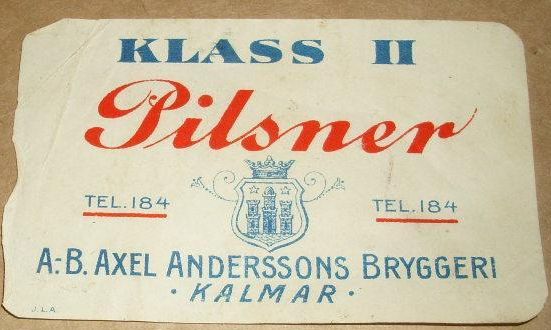 KLASS II
Pilsner
TEL. 184 TEL. 184
A.-B. AXEL ANDERSSONS BRYGGERI
· KALMAR ·
J.L.A.